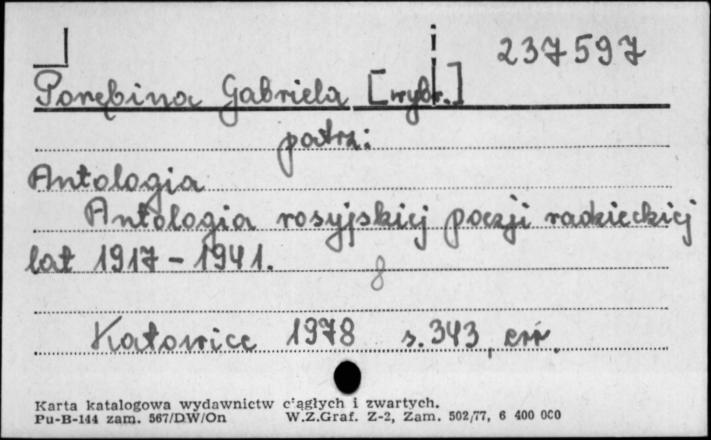 237597
Porębina Gabriela [wybr.]
patrz:
Antologia
Antologia rosyjskiej poezji radzieckiej
lat 1917 - 1941.
8
Katowice 1978 s. 343, err.
Karta katalogowa wydawnictw ciągłych i zwartych.
Pu-B-144 zam. 567/DW/On W.Z.Graf. Z-2, Zam. 502/77, 6 400 000